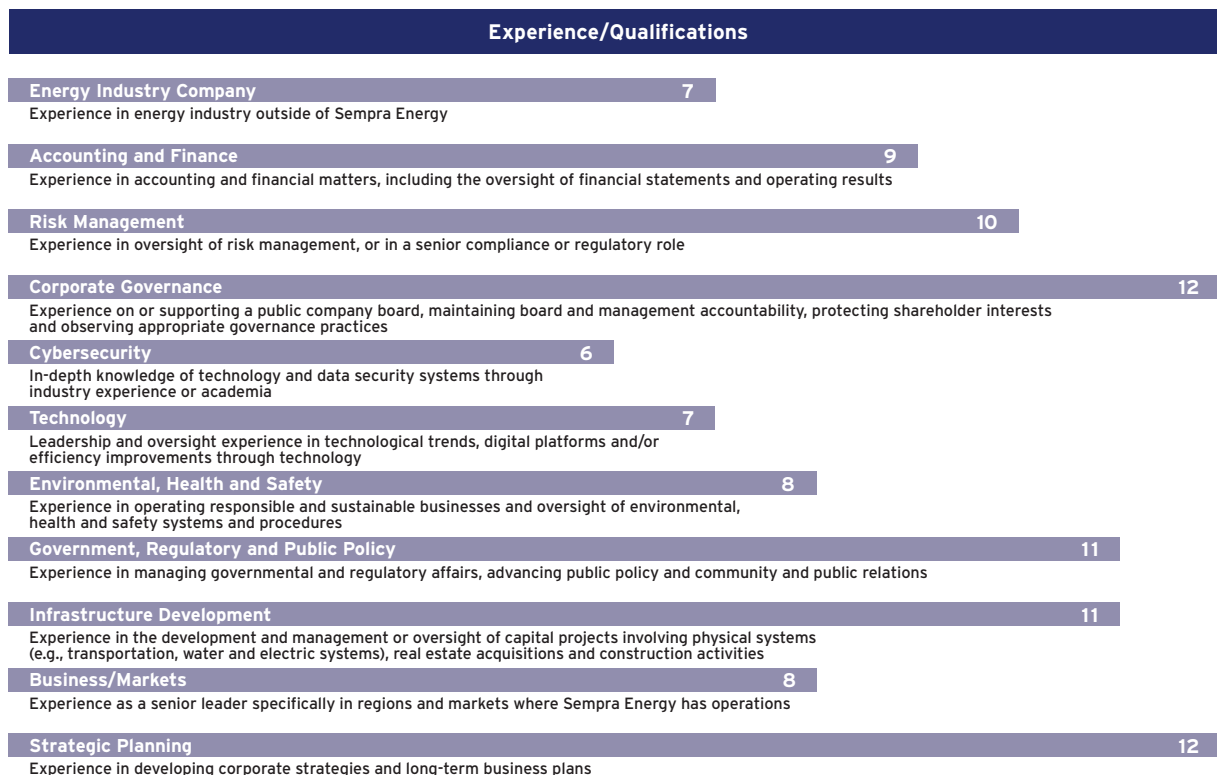 Experience/Qualifications
Energy Industry Company 7
Experience in energy industry outside of Sempra Energy
Accounting and Finance 9
Experience in accounting and financial matters, including the oversight of financial statements and operating results
Risk Management 10
Experience in oversight of risk management, or in a senior compliance or regulatory role
Corporate Governance 12
Experience on or supporting a public company board, maintaining board and management accountability, protecting shareholder interests
and observing appropriate governance practices
Cybersecurity 6
In-depth knowledge of technology and data security systems through
industry experience or academia
Technology 7
Leadership and oversight experience in technological trends, digital platforms and/or
efficiency improvements through technology
Environmental, Health and Safety 8
Experience in operating responsible and sustainable businesses and oversight of environmental,
health and safety systems and procedures
Government, Regulatory and Public Policy 11
Experience in managing governmental and regulatory affairs, advancing public policy and community and public relations
Infrastructure Development 11
Experience in the development and management or oversight of capital projects involving physical systems
(e.g., transportation, water and electric systems), real estate acquisitions and construction activities
Business/Markets 8
Experience as a senior leader specifically in regions and markets where Sempra Energy has operations
Strategic Planning 12
Experience in developing corporate strategies and long-term business plans